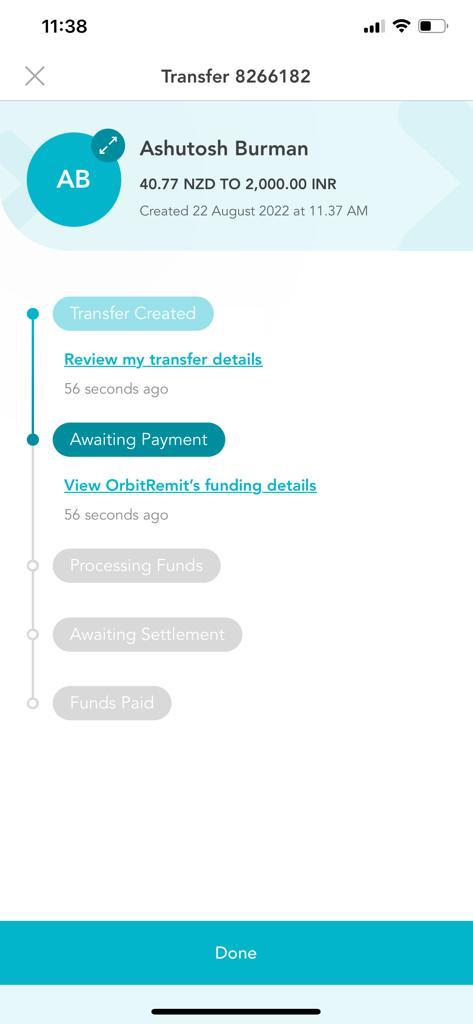 11:38
Transfer 8266182
AB
Ashutosh Burman
40.77 NZD TO 2,000.00 INR
Created 22 August 2022 at 11.37 AM
Transfer Created
Review my transfer details
56 seconds ago
Awaiting Payment
View OrbitRemit's funding details
56 seconds ago
Processing Funds
Awaiting Settlement
Funds Paid
Done